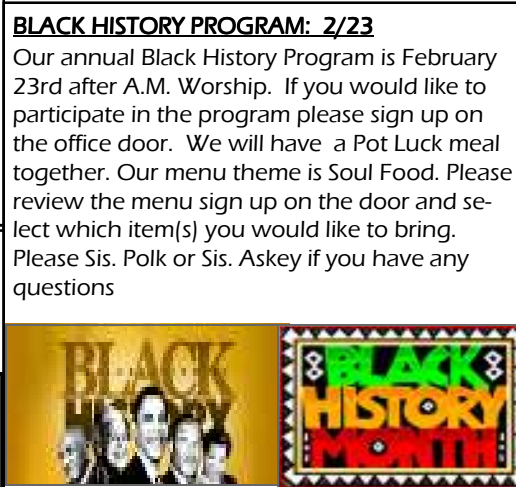 BLACK HISTORY PROGRAM: 2/23
Our annual Black History Program is February
23rd after A.M. Worship. If you would like to
participate in the program please sign up on
the office door. We will have a Pot Luck meal
together. Our menu theme is Soul Food. Please
review the menu sign up on the door and se-
lect which item(s) you would like to bring.
Please Sis. Polk or Sis. Askey if you have any
questions
BLACK
HISTORY
BLACK
HISTORY
MONTH